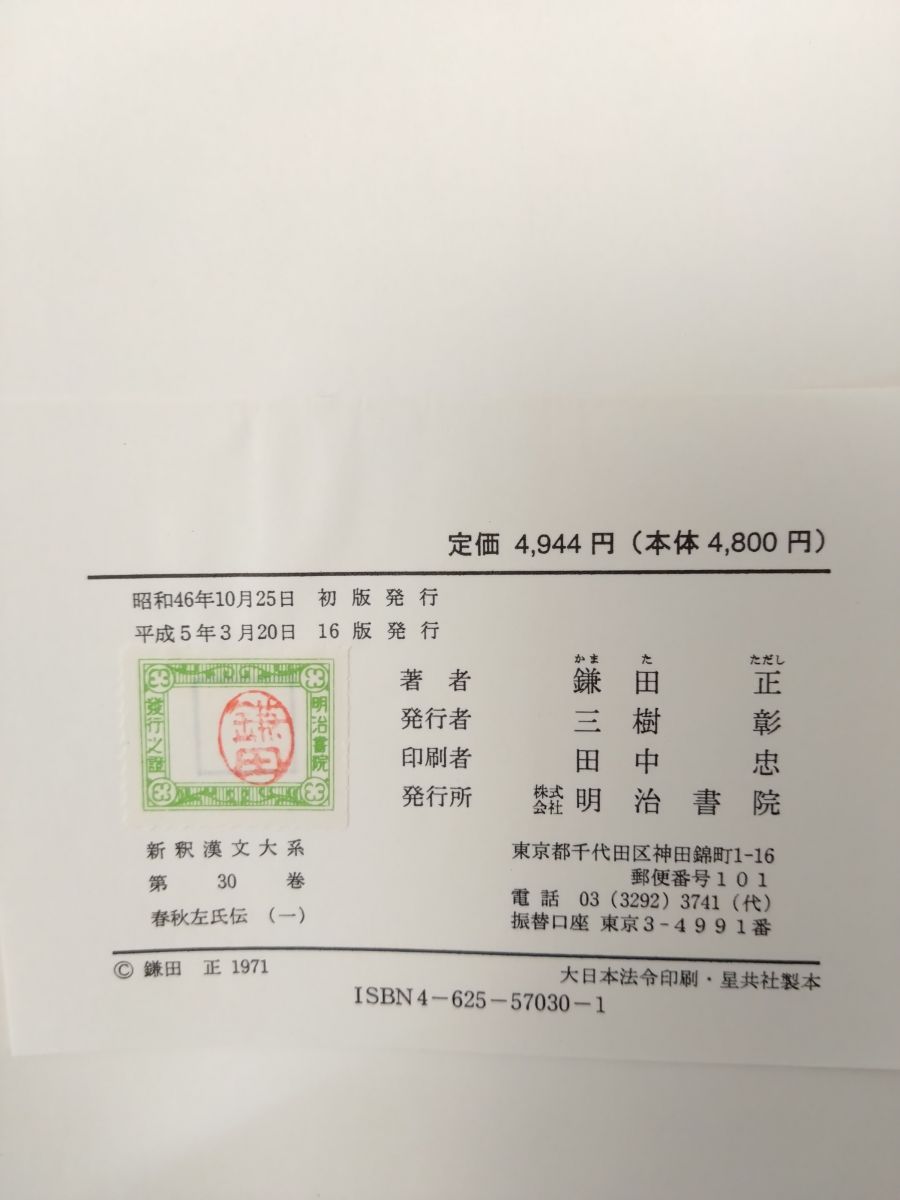 定価 4,944円（本体4,800円）
昭和46年10月25日 初版発行
平成5年3月20日 16版発行
かま た ただし
著者 鎌田 正
発行者 三樹 彰
印刷者 田中 忠
発行所 株式会社 明治書院
明治書院
發行之證
鎌田
新釈漢文大系
第 30 巻
春秋左氏伝 （一）
東京都千代田区神田錦町1-16
郵便番号101
電話 03（3292）3741（代）
振替口座 東京3-4991番
© 鎌田 正 1971
大日本法令印刷・星共社製本
ISBN4-625-57030-1